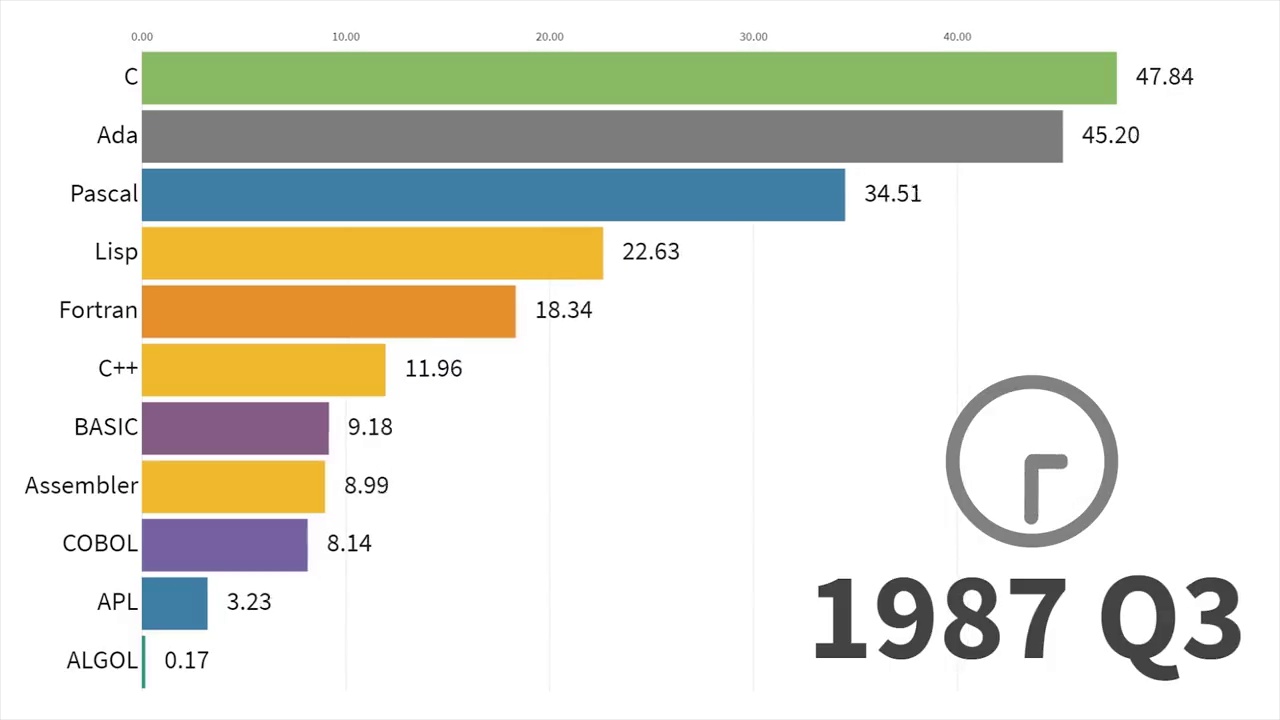 0.00 10.00 20.00 30.00 40.00
C 47.84
Ada 45.20
Pascal 34.51
Lisp 22.63
Fortran 18.34
C++ 11.96
BASIC 9.18
Assembler 8.99
COBOL 8.14
APL 3.23
ALGOL 0.17
1987 Q3